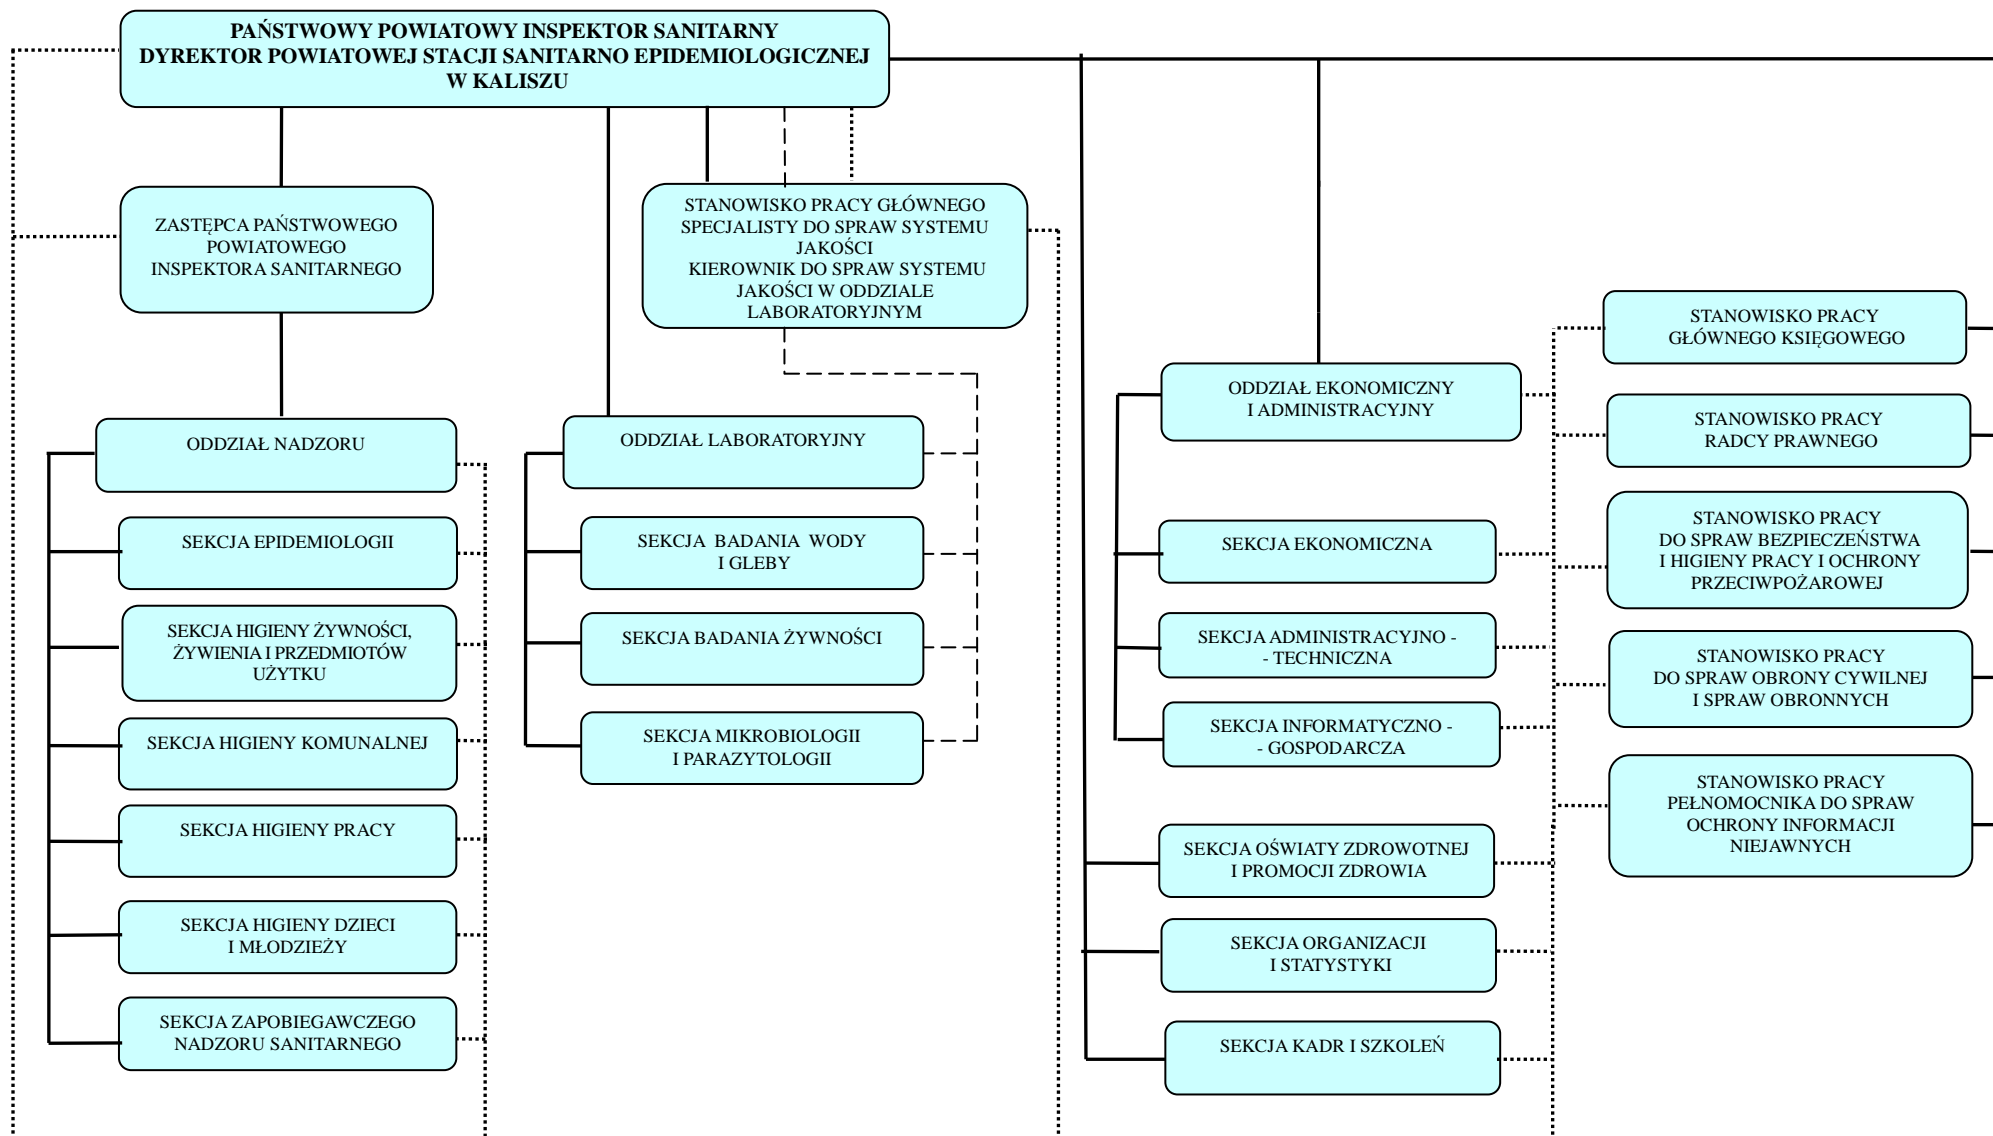 PAŃSTWOWY POWIATOWY INSPEKTOR SANITARNY
DYREKTOR POWIATOWEJ STACJI SANITARNO EPIDEMIOLOGICZNEJ
W KALISZU
ZASTĘPCA PAŃSTWOWEGO
POWIATOWEGO
INSPEKTORA SANITARNEGO
STANOWISKO PRACY GŁÓWNEGO
SPECJALISTY DO SPRAW SYSTEMU
JAKOŚCI
KIEROWNIK DO SPRAW SYSTEMU
JAKOŚCI W ODDZIALE
LABORATORYJNYM
ODDZIAŁ NADZORU
SEKCJA EPIDEMIOLOGII
SEKCJA HIGIENY ŻYWNOŚCI,
ŻYWIENIA I PRZEDMIOTÓW
UŻYTKU
SEKCJA HIGIENY KOMUNALNEJ
SEKCJA HIGIENY PRACY
SEKCJA HIGIENY DZIECI
I MŁODZIEŻY
SEKCJA ZAPOBIEGAWCZEGO
NADZORU SANITARNEGO
ODDZIAŁ LABORATORYJNY
SEKCJA BADANIA WODY
I GLEBY
SEKCJA BADANIA ŻYWNOŚCI
SEKCJA MIKROBIOLOGII
I PARAZYTOLOGII
ODDZIAŁ EKONOMICZNY
I ADMINISTRACYJNY
SEKCJA EKONOMICZNA
SEKCJA ADMINISTRACYJNO -
- TECHNICZNA
SEKCJA INFORMATYCZNO -
- GOSPODARCZA
SEKCJA OŚWIATY ZDROWOTNEJ
I PROMOCJI ZDROWIA
SEKCJA ORGANIZACJI
I STATYSTYKI
SEKCJA KADR I SZKOLEŃ
STANOWISKO PRACY
GŁÓWNEGO KSIĘGOWEGO
STANOWISKO PRACY
RADCY PRAWNEGO
STANOWISKO PRACY
DO SPRAW BEZPIECZEŃSTWA
I HIGIENY PRACY I OCHRONY
PRZECIWPOŻAROWEJ
STANOWISKO PRACY
DO SPRAW OBRONY CYWILNEJ
I SPRAW OBRONNYCH
STANOWISKO PRACY
PEŁNOMOCNIKA DO SPRAW
OCHRONY INFORMACJI
NIEJAWNYCH